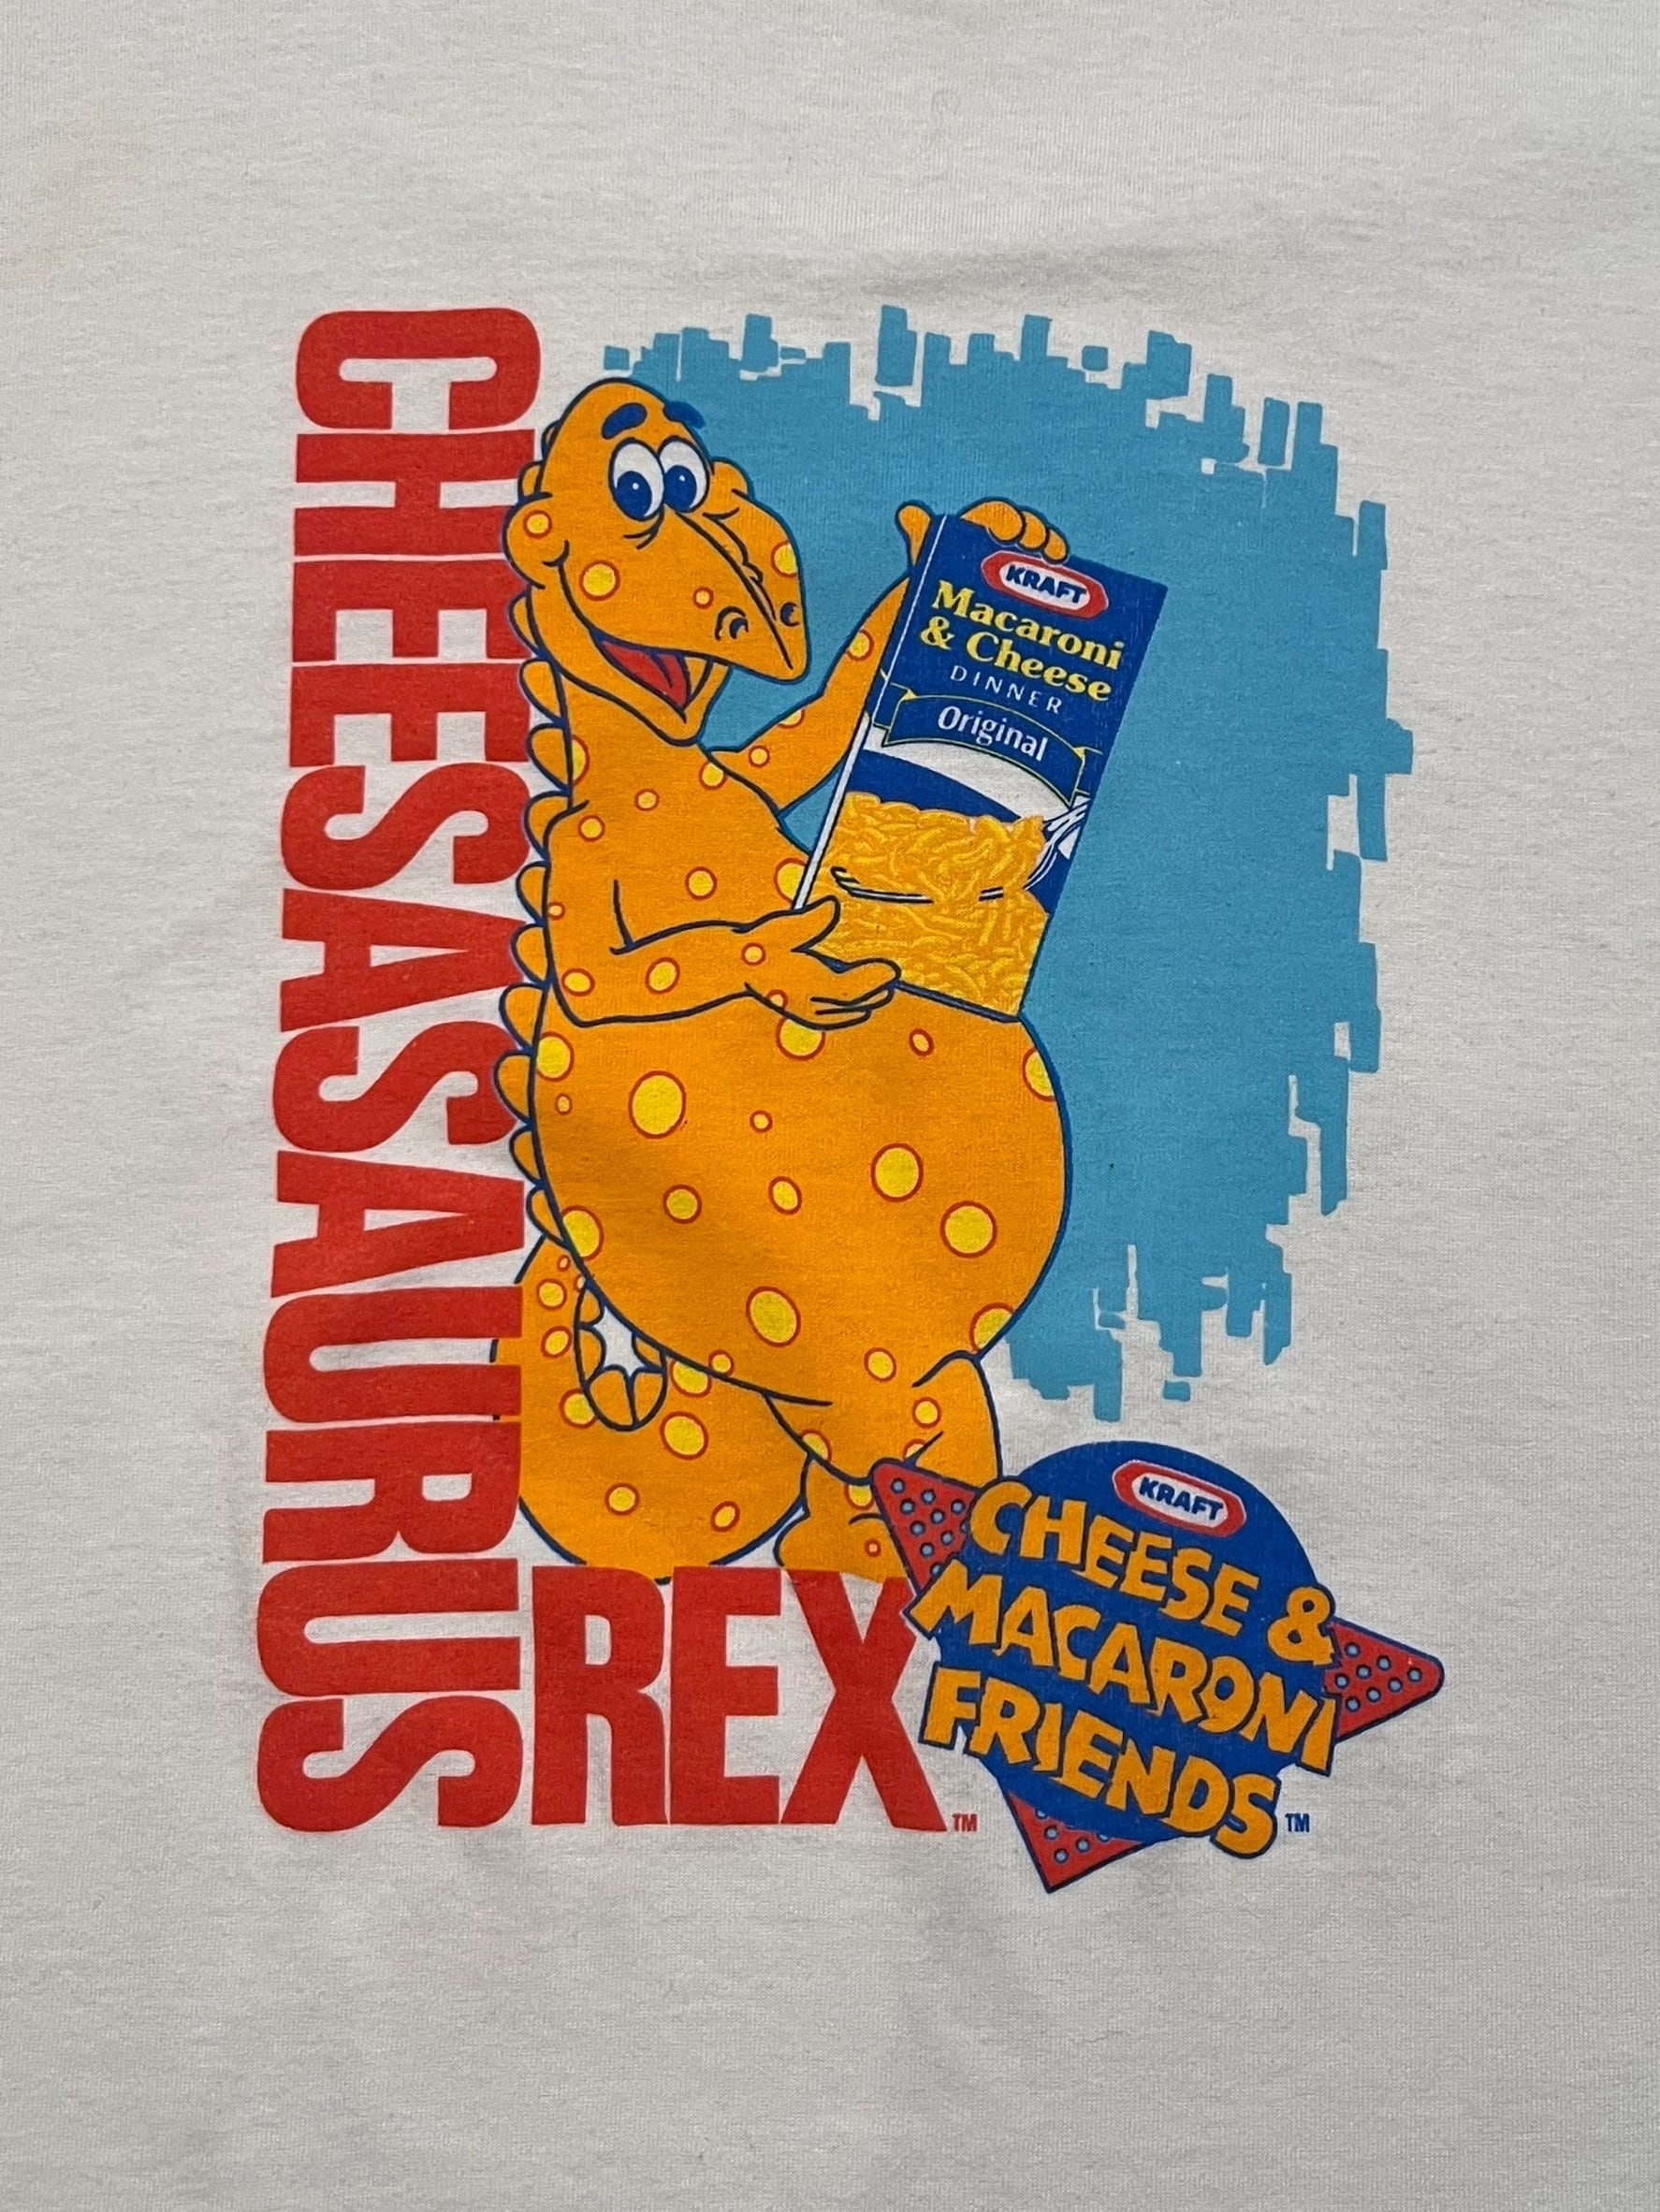 CHEESASAURUS
REX™
KRAFT
Macaroni
& Cheese
DINNER
Original
KRAFT
CHEESE &
MACARONI
FRIENDS™